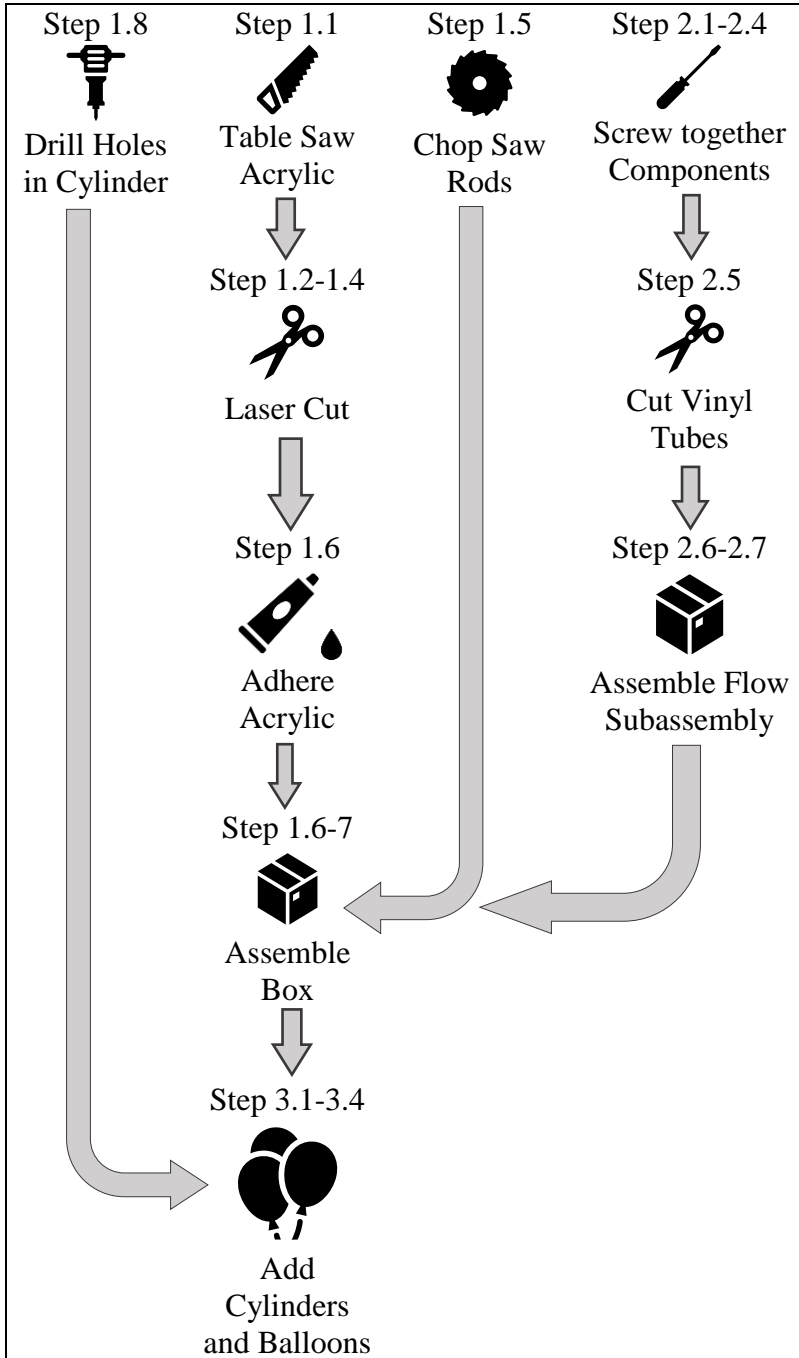 Step 1.8
Drill Holes
in Cylinder
Step 1.1
Table Saw
Acrylic
Step 1.2-1.4
Laser Cut
Step 1.6
Adhere
Acrylic
Step 1.6-7
Assemble
Box
Step 3.1-3.4
Add
Cylinders
and Balloons
Step 1.5
Chop Saw
Rods
Step 2.1-2.4
Screw together
Components
Step 2.5
Cut Vinyl
Tubes
Step 2.6-2.7
Assemble Flow
Subassembly